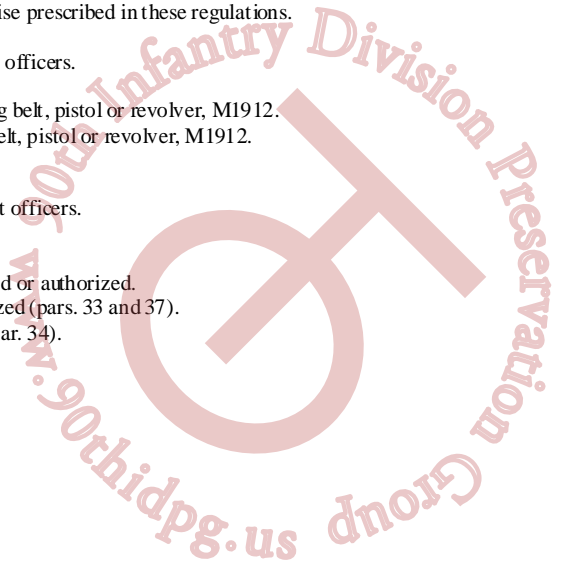 ise prescribed in these regulations.
officers.
g belt, pistol or revolver, M1912.
elt, pistol or revolver, M1912.
t officers.
d or authorized.
zed (pars. 33 and 37).
ar. 34).
90th Infantry Division Preservation Group
www.90thidpg.us